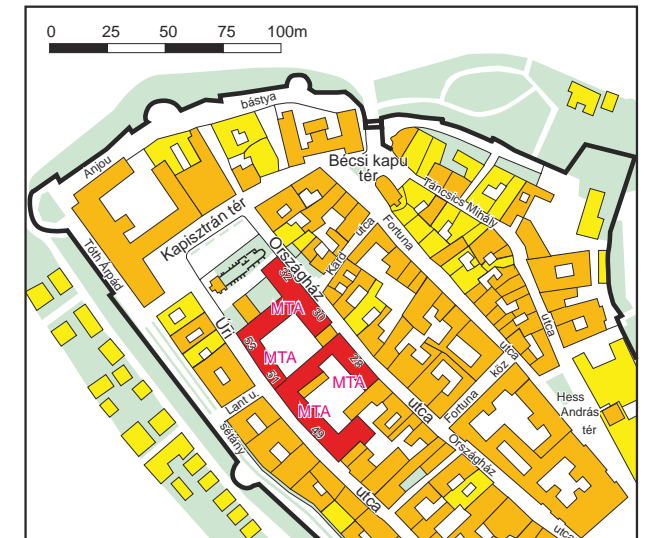 0 25 50 75 100m
bástya
Anjou
Bécsi kapu
tér
Táncsics Mihály
utca
Kapisztrán tér
Tóth Árpád
sétány
Országház
utca
Kard
utca
Fortuna
utca
32
30
MTA
53
MTA
51
28
MTA
MTA
49
Úri
utca
Lant u.
Fortuna
köz
Hess
András
tér
Országház
utca